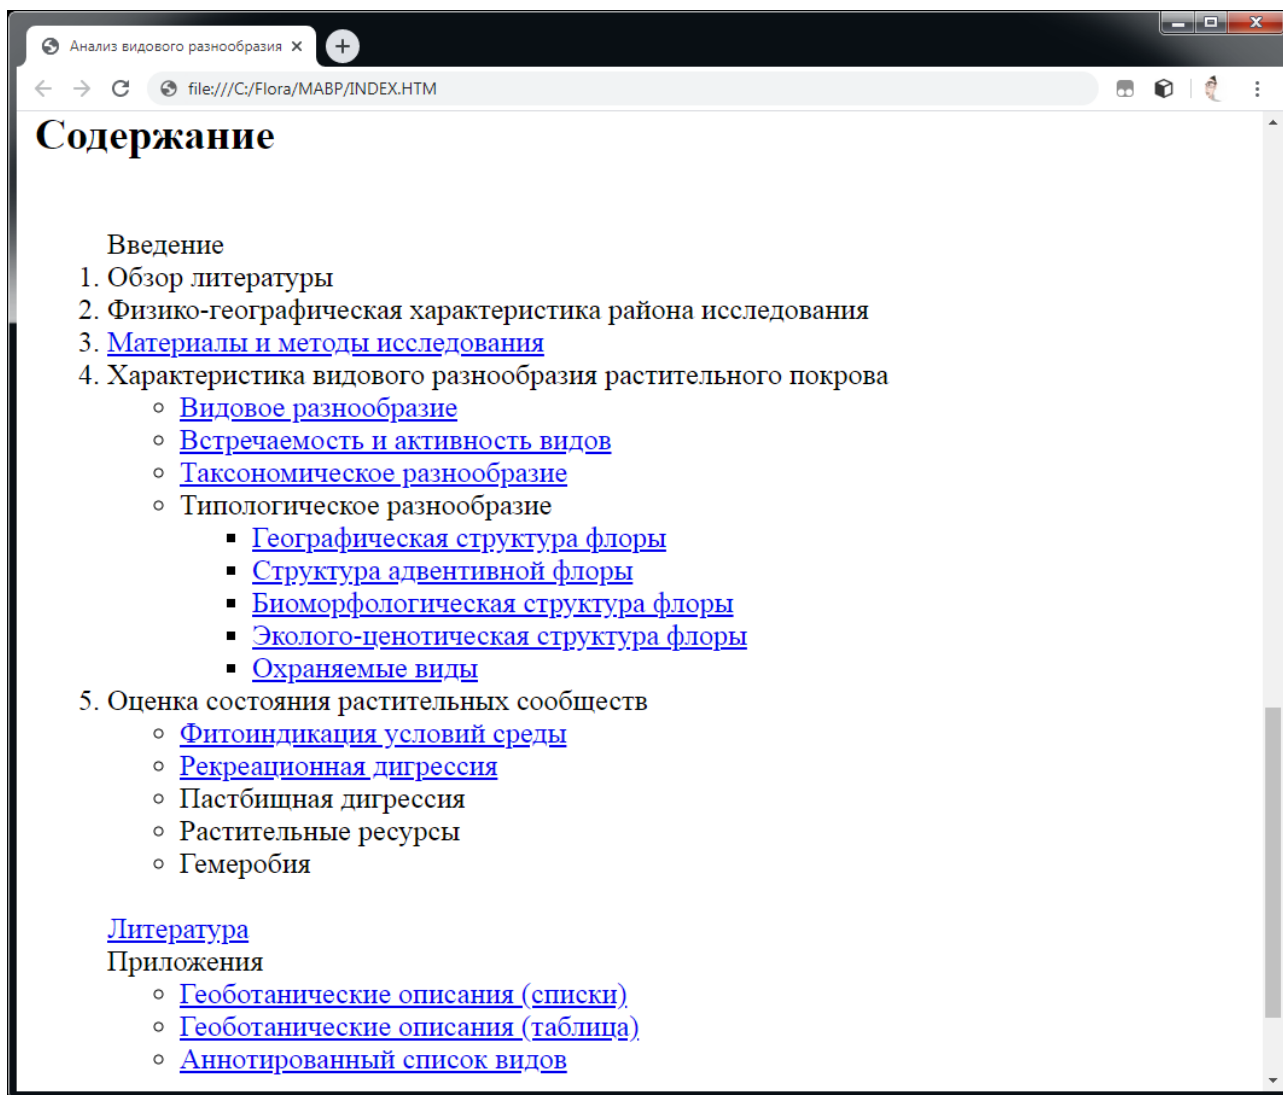 Анализ видового разнообразия
file:///C:/Flora/MABP/INDEX.HTM
Содержание
Введение
1. Обзор литературы
2. Физико-географическая характеристика района исследования
3. Материалы и методы исследования
4. Характеристика видового разнообразия растительного покрова
Видовое разнообразие
Встречаемость и активность видов
Таксономическое разнообразие
Типологическое разнообразие
Географическая структура флоры
Структура адвентивной флоры
Биоморфологическая структура флоры
Эколого-ценотическая структура флоры
Охраняемые виды
5. Оценка состояния растительных сообществ
Фитоиндикация условий среды
Рекреационная дигрессия
Пастбищная дигрессия
Растительные ресурсы
Гемеробия
Литература
Приложения
Геоботанические описания (списки)
Геоботанические описания (таблица)
Аннотированный список видов